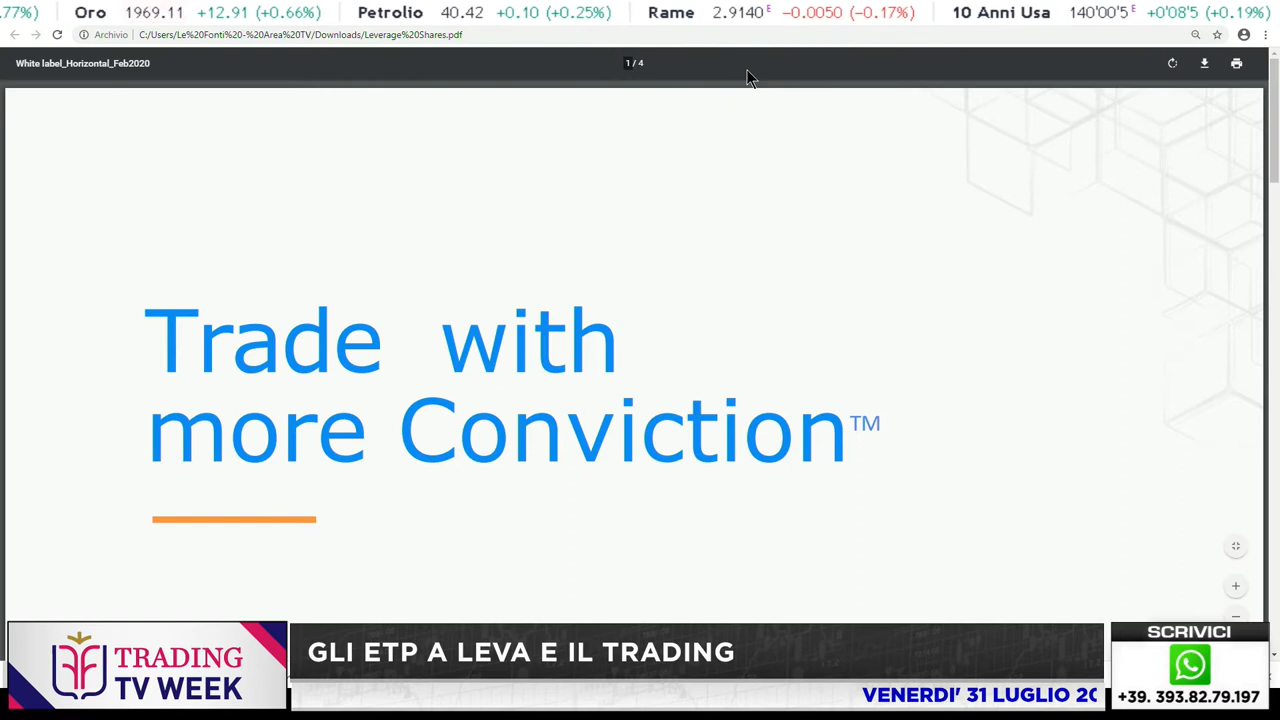 .77%) Oro 1969.11 +12.91 (+0.66%) Petrolio 40.42 +0.10 (+0.25%) Rame 2.9140 E −0.0050 (−0.17%) 10 Anni Usa 140'00'5 E +0'08'5 (+0.19%)
Archivio C:/Users/Le%20Fonti%20-%20Area%20TV/Downloads/Leverage%20Shares.pdf
White label_Horizontal_Feb2020 1 / 4
Trade with
more Conviction™
TRADING
TV WEEK
GLI ETP A LEVA E IL TRADING
VENERDI' 31 LUGLIO 20
SCRIVICI
+39. 393.82.79.197